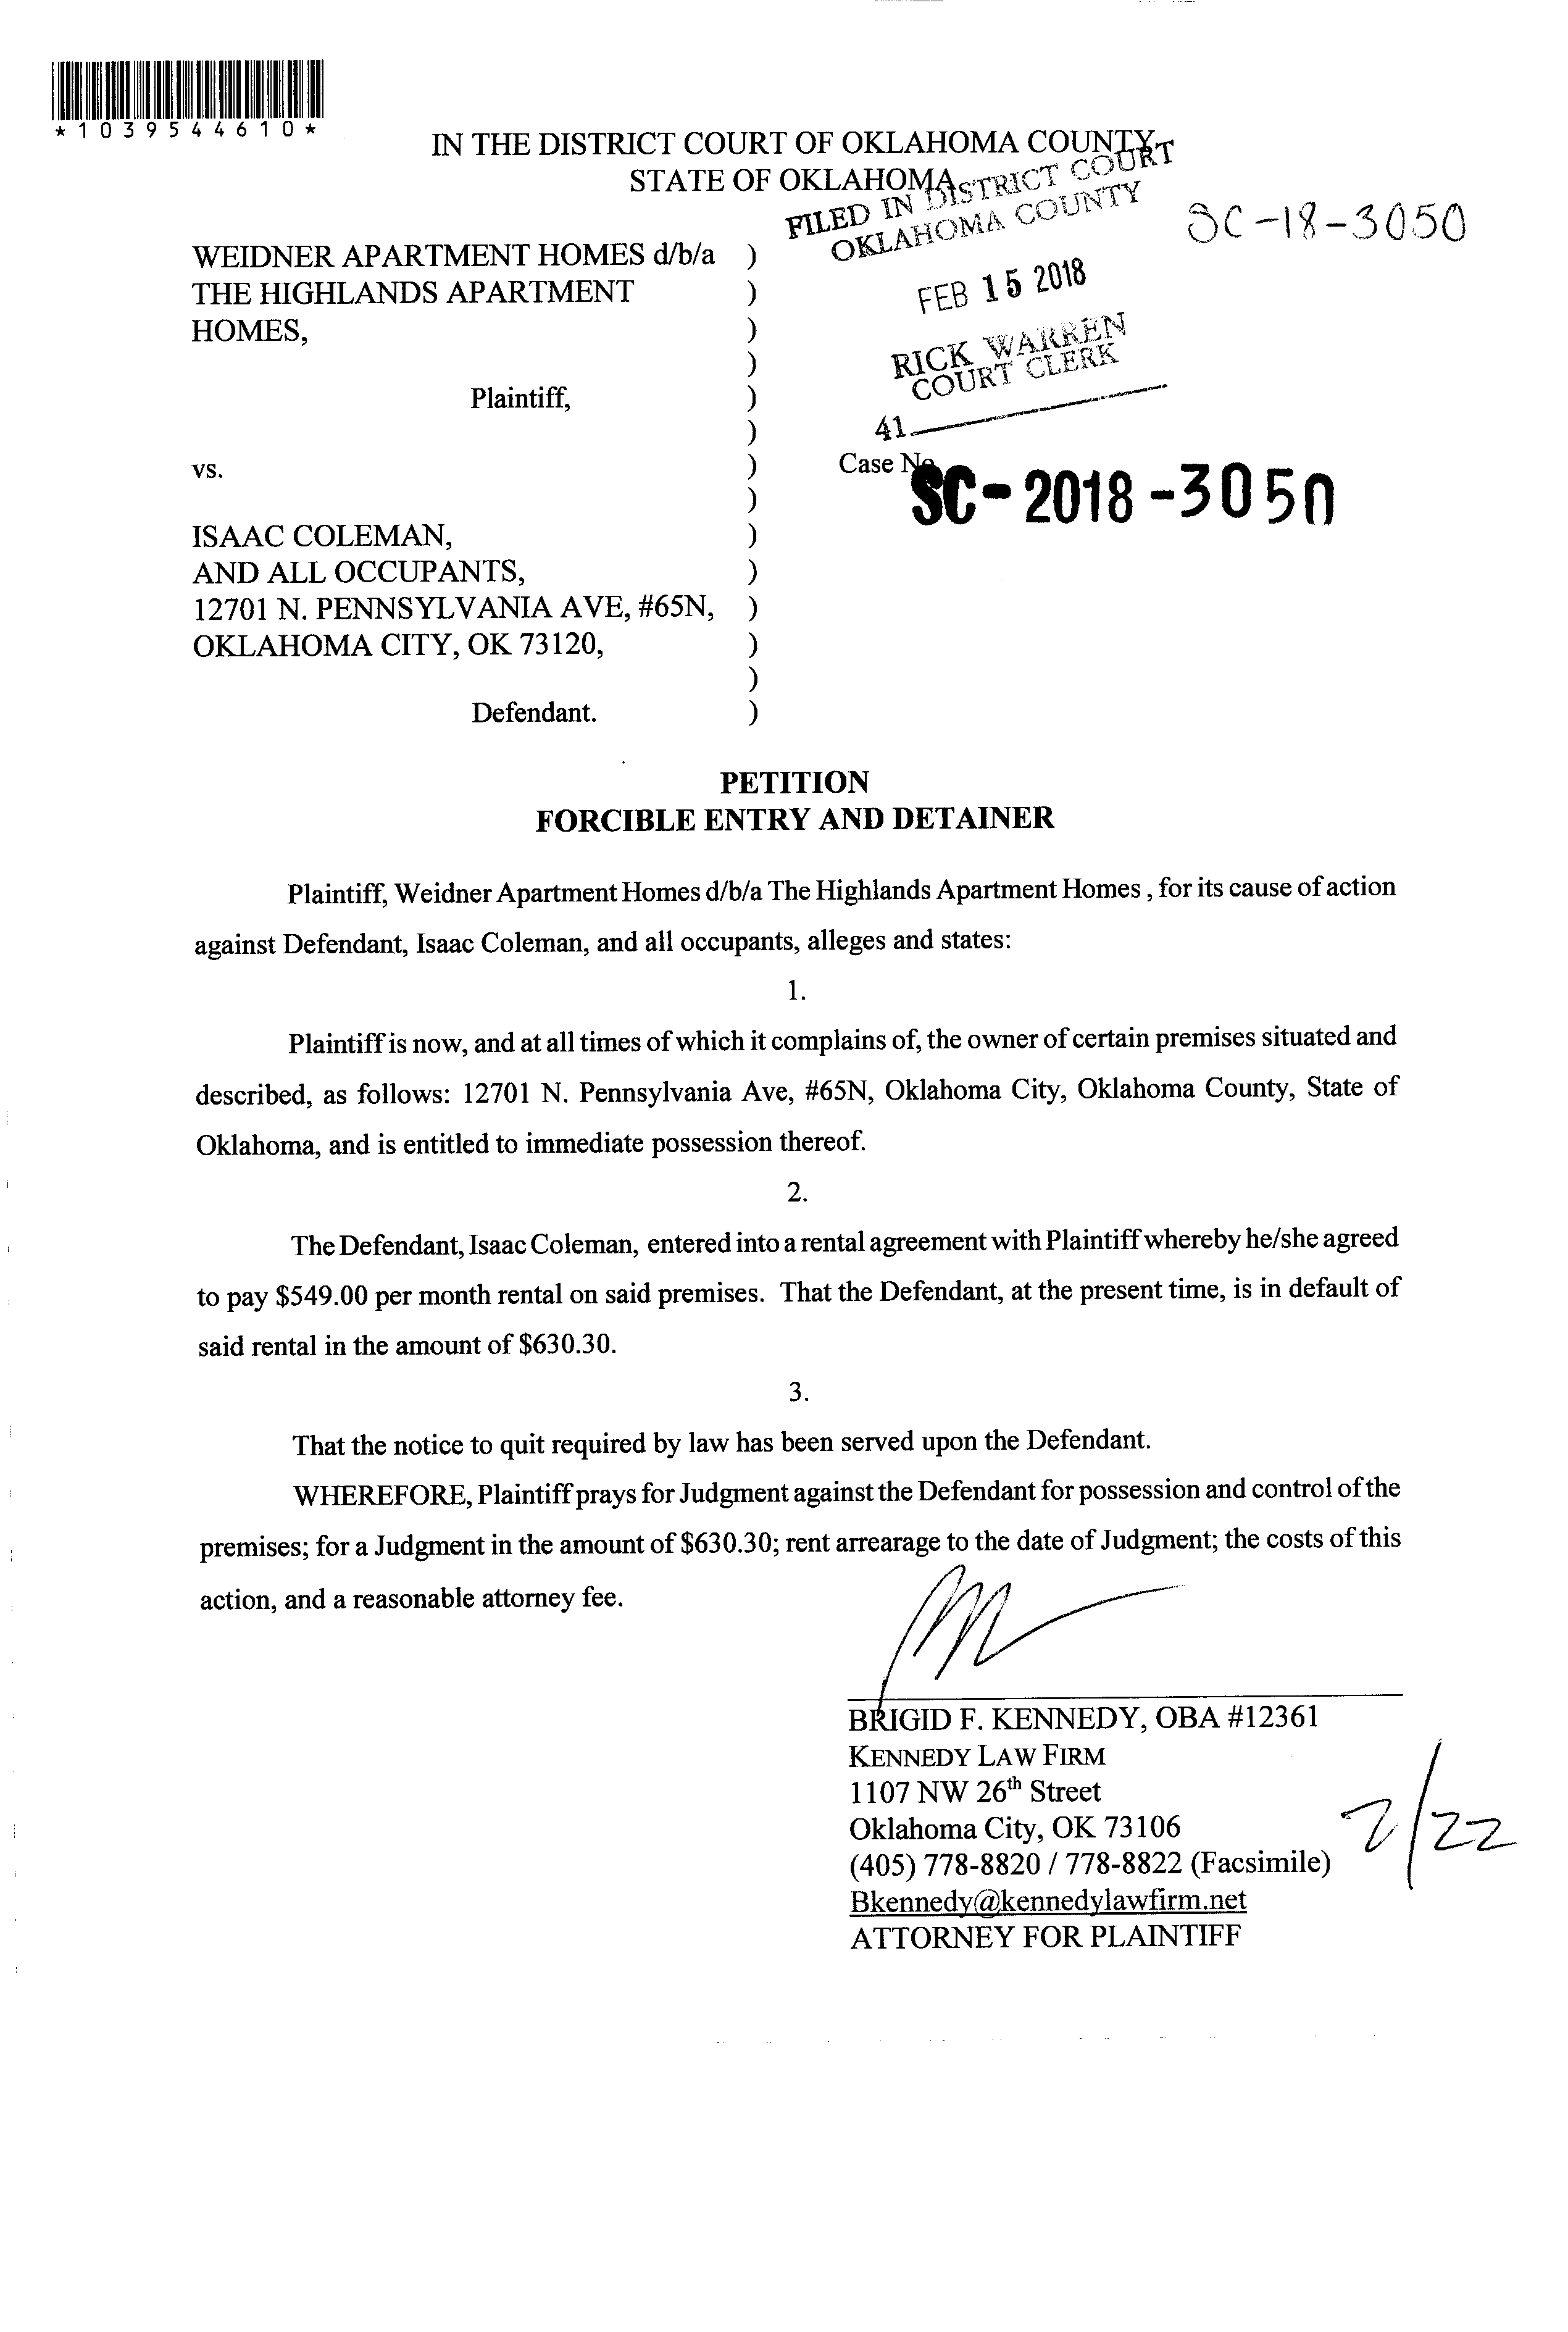 *1039544610*
IN THE DISTRICT COURT OF OKLAHOMA COUNTY
STATE OF OKLAHOMA
FILED IN DISTRICT COURT
OKLAHOMA COUNTY
SC-18-3050
FEB 15 2018
RICK WARREN
COURT CLERK
41
WEIDNER APARTMENT HOMES d/b/a )
THE HIGHLANDS APARTMENT )
HOMES, )
)
Plaintiff, )
)
vs. ) Case No. SC-2018-3050
)
ISAAC COLEMAN, )
AND ALL OCCUPANTS, )
12701 N. PENNSYLVANIA AVE, #65N, )
OKLAHOMA CITY, OK 73120, )
)
Defendant. )
PETITION
FORCIBLE ENTRY AND DETAINER
Plaintiff, Weidner Apartment Homes d/b/a The Highlands Apartment Homes , for its cause of action
against Defendant, Isaac Coleman, and all occupants, alleges and states:
1.
Plaintiff is now, and at all times of which it complains of, the owner of certain premises situated and
described, as follows: 12701 N. Pennsylvania Ave, #65N, Oklahoma City, Oklahoma County, State of
Oklahoma, and is entitled to immediate possession thereof.
2.
The Defendant, Isaac Coleman, entered into a rental agreement with Plaintiff whereby he/she agreed
to pay $549.00 per month rental on said premises. That the Defendant, at the present time, is in default of
said rental in the amount of $630.30.
3.
That the notice to quit required by law has been served upon the Defendant.
WHEREFORE, Plaintiff prays for Judgment against the Defendant for possession and control of the
premises; for a Judgment in the amount of $630.30; rent arrearage to the date of Judgment; the costs of this
action, and a reasonable attorney fee.
BRIGID F. KENNEDY, OBA #12361
KENNEDY LAW FIRM
1107 NW 26th Street
Oklahoma City, OK 73106
(405) 778-8820 / 778-8822 (Facsimile)
Bkennedy@kennedylawfirm.net
ATTORNEY FOR PLAINTIFF
2/22